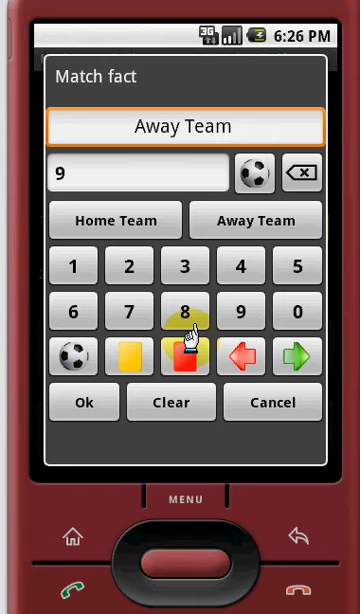 3G 6:26 PM
Match fact
Away Team
9
Home Team Away Team
1 2 3 4 5
6 7 8 9 0
Ok Clear Cancel
MENU